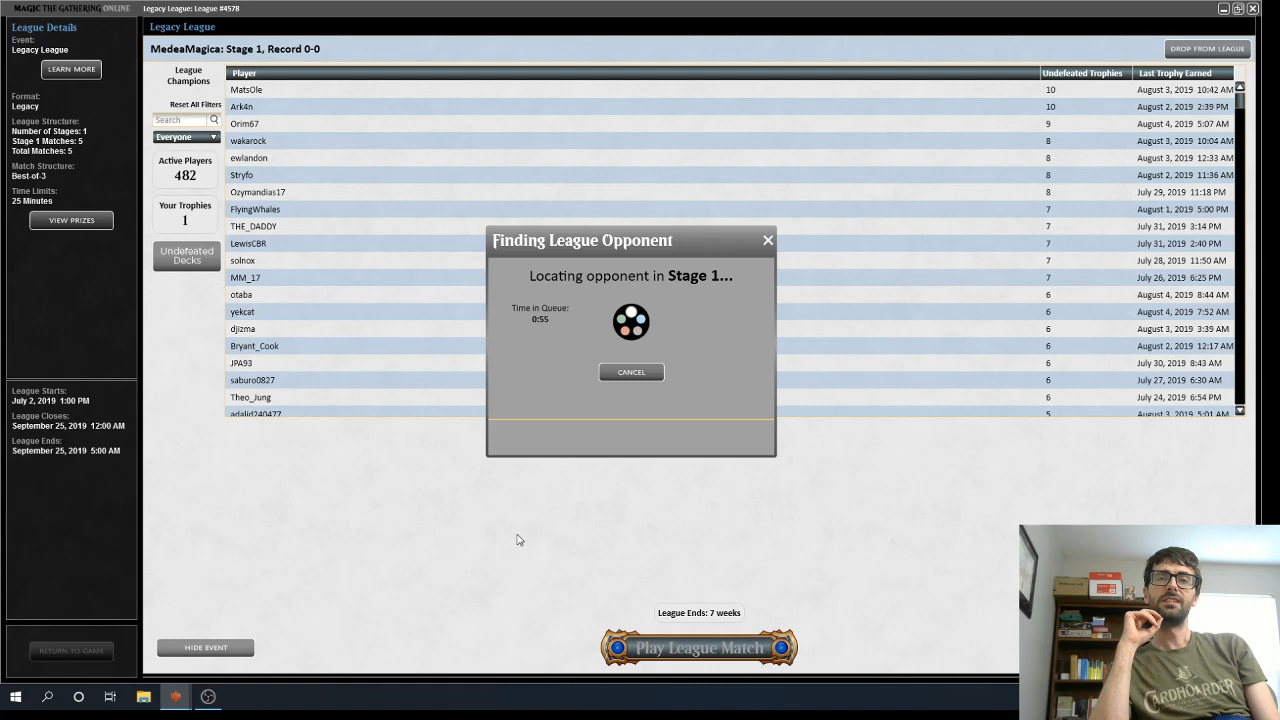 MAGIC THE GATHERING ONLINE
Legacy League: League #4578
League Details
Event:
Legacy League
LEARN MORE
Format:
Legacy
League Structure:
Number of Stages: 1
Stage 1 Matches: 5
Total Matches: 5
Match Structure:
Best-of-3
Time Limits:
25 Minutes
VIEW PRIZES
League Starts:
July 2, 2019 1:00 PM
League Closes:
September 25, 2019 12:00 AM
League Ends:
September 25, 2019 5:00 AM
RETURN TO GAME
Legacy League
MedeaMagica: Stage 1, Record 0-0
DROP FROM LEAGUE
League
Champions
Reset All Filters
Search
Everyone
Active Players
482
Your Trophies
1
Undefeated
Decks
Player Undefeated Trophies Last Trophy Earned
MatsOle 10 August 3, 2019 10:42 AM
Ark4n 10 August 2, 2019 2:39 PM
Orim67 9 August 4, 2019 5:07 AM
wakarock 8 August 3, 2019 10:04 AM
ewlandon 8 August 3, 2019 12:33 AM
Stryfo 8 August 2, 2019 11:36 AM
Ozymandias17 8 July 29, 2019 11:18 PM
FlyingWhales 7 August 1, 2019 5:00 PM
THE_DADDY 7 July 31, 2019 3:14 PM
LewisCBR 7 July 31, 2019 2:40 PM
solnox 7 July 28, 2019 11:50 AM
MM_17 7 July 26, 2019 6:25 PM
otaba 6 August 4, 2019 8:44 AM
yekcat 6 August 4, 2019 7:52 AM
djizma 6 August 3, 2019 3:39 AM
Bryant_Cook 6 August 2, 2019 12:17 AM
JPA93 6 July 30, 2019 8:43 AM
saburo0827 6 July 27, 2019 6:30 AM
Theo_Jung 6 July 24, 2019 6:54 PM
adalid240477 5 August 3, 2019 5:01 AM
Finding League Opponent
Locating opponent in Stage 1...
Time in Queue:
0:55
CANCEL
League Ends: 7 weeks
HIDE EVENT
Play League Match
CARDHOARDER